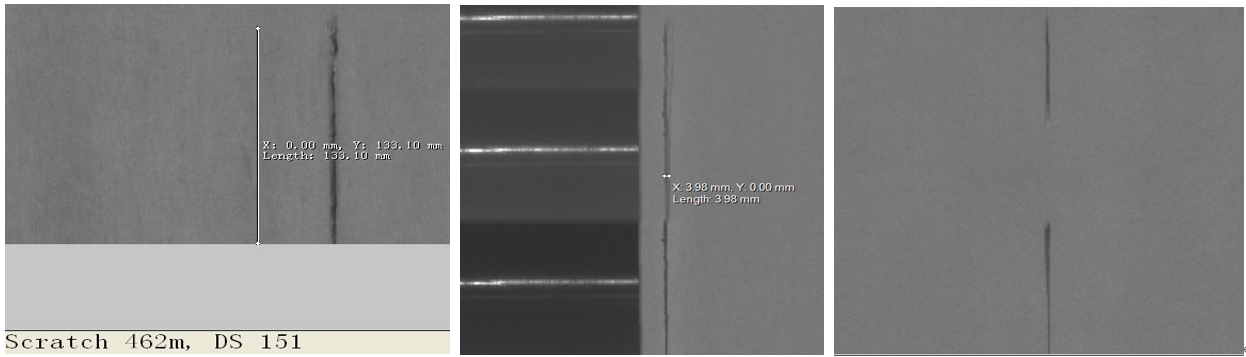 X: 0.00 mm, Y: 133.10 mm
Length: 133.10 mm
Scratch 462m, DS 151
X: 3.98 mm, Y: 0.00 mm
Length: 3.98 mm